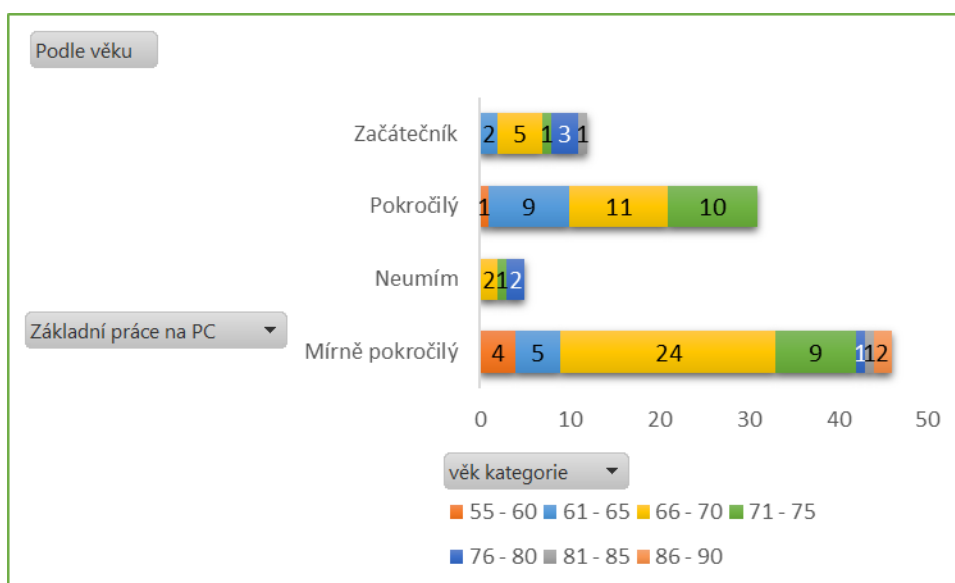 Podle věku
Začátečník 2 5 1 3 1
Pokročilý 1 9 11 10
Neumím 2 1 2
Základní práce na PC
Mírně pokročilý 4 5 24 9 1 1 2
0 10 20 30 40 50
věk kategorie
55 - 60 61 - 65 66 - 70 71 - 75
76 - 80 81 - 85 86 - 90